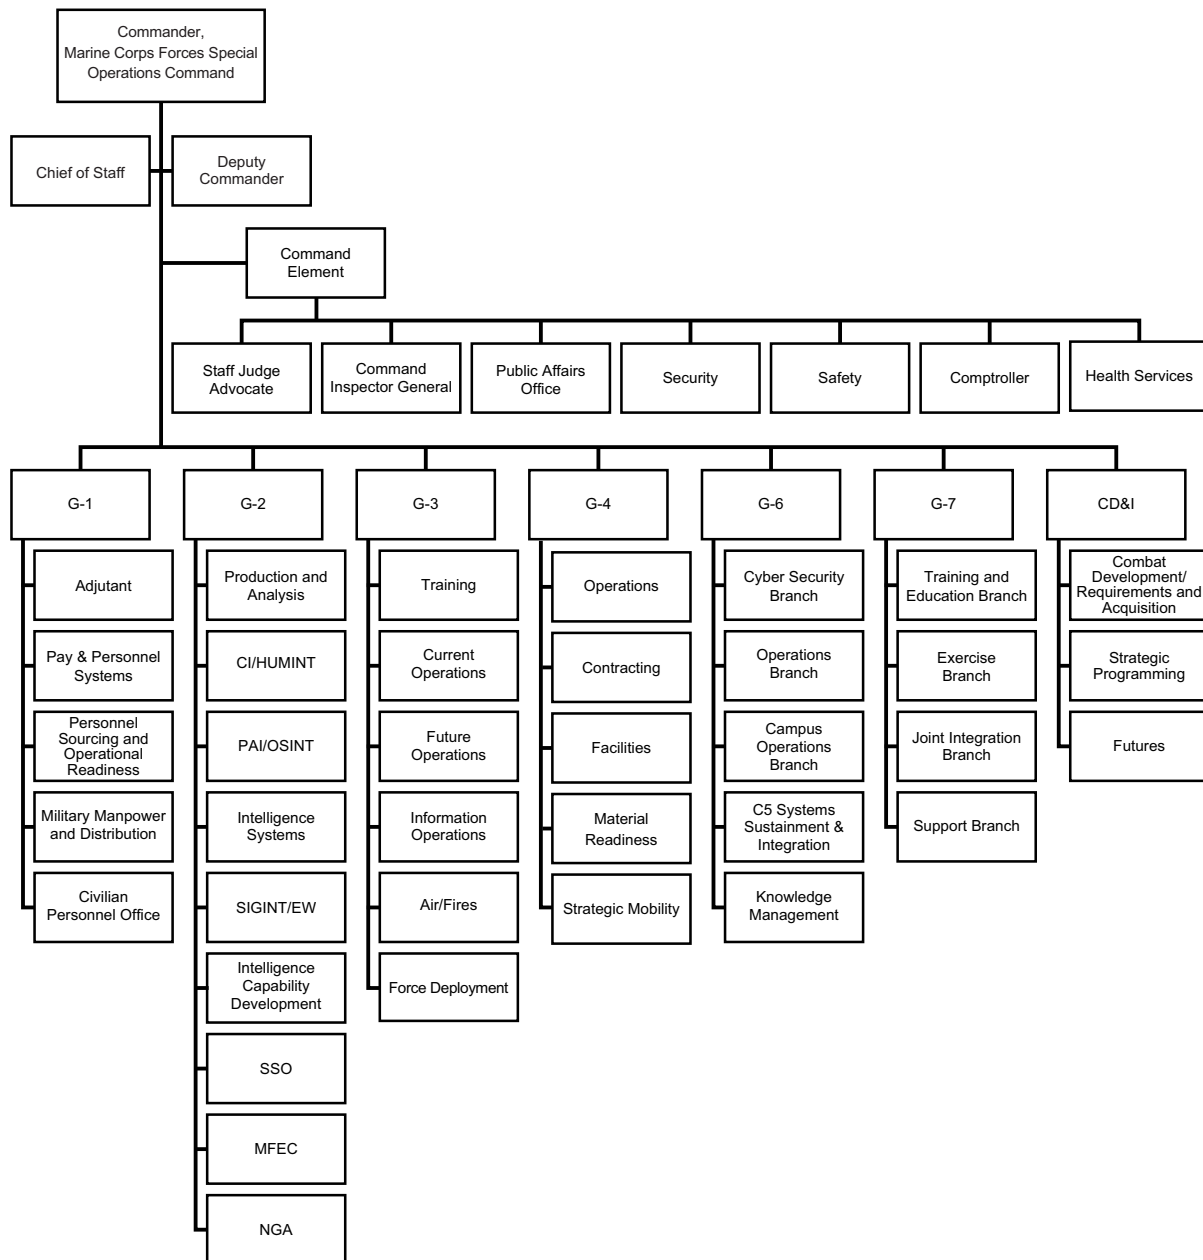 Commander,
Marine Corps Forces Special
Operations Command
Chief of Staff
Deputy
Commander
Command
Element
Staff Judge
Advocate
Command
Inspector General
Public Affairs
Office
Security
Safety
Comptroller
Health Services
G-1
G-2
G-3
G-4
G-6
G-7
CD&I
Adjutant
Pay & Personnel
Systems
Personnel
Sourcing and
Operational
Readiness
Military Manpower
and Distribution
Civilian
Personnel Office
Production and
Analysis
CI/HUMINT
PAI/OSINT
Intelligence
Systems
SIGINT/EW
Intelligence
Capability
Development
SSO
MFEC
NGA
Training
Current
Operations
Future
Operations
Information
Operations
Air/Fires
Force Deployment
Operations
Contracting
Facilities
Material
Readiness
Strategic Mobility
Cyber Security
Branch
Operations
Branch
Campus
Operations
Branch
C5 Systems
Sustainment &
Integration
Knowledge
Management
Training and
Education Branch
Exercise
Branch
Joint Integration
Branch
Support Branch
Combat
Development/
Requirements and
Acquisition
Strategic
Programming
Futures